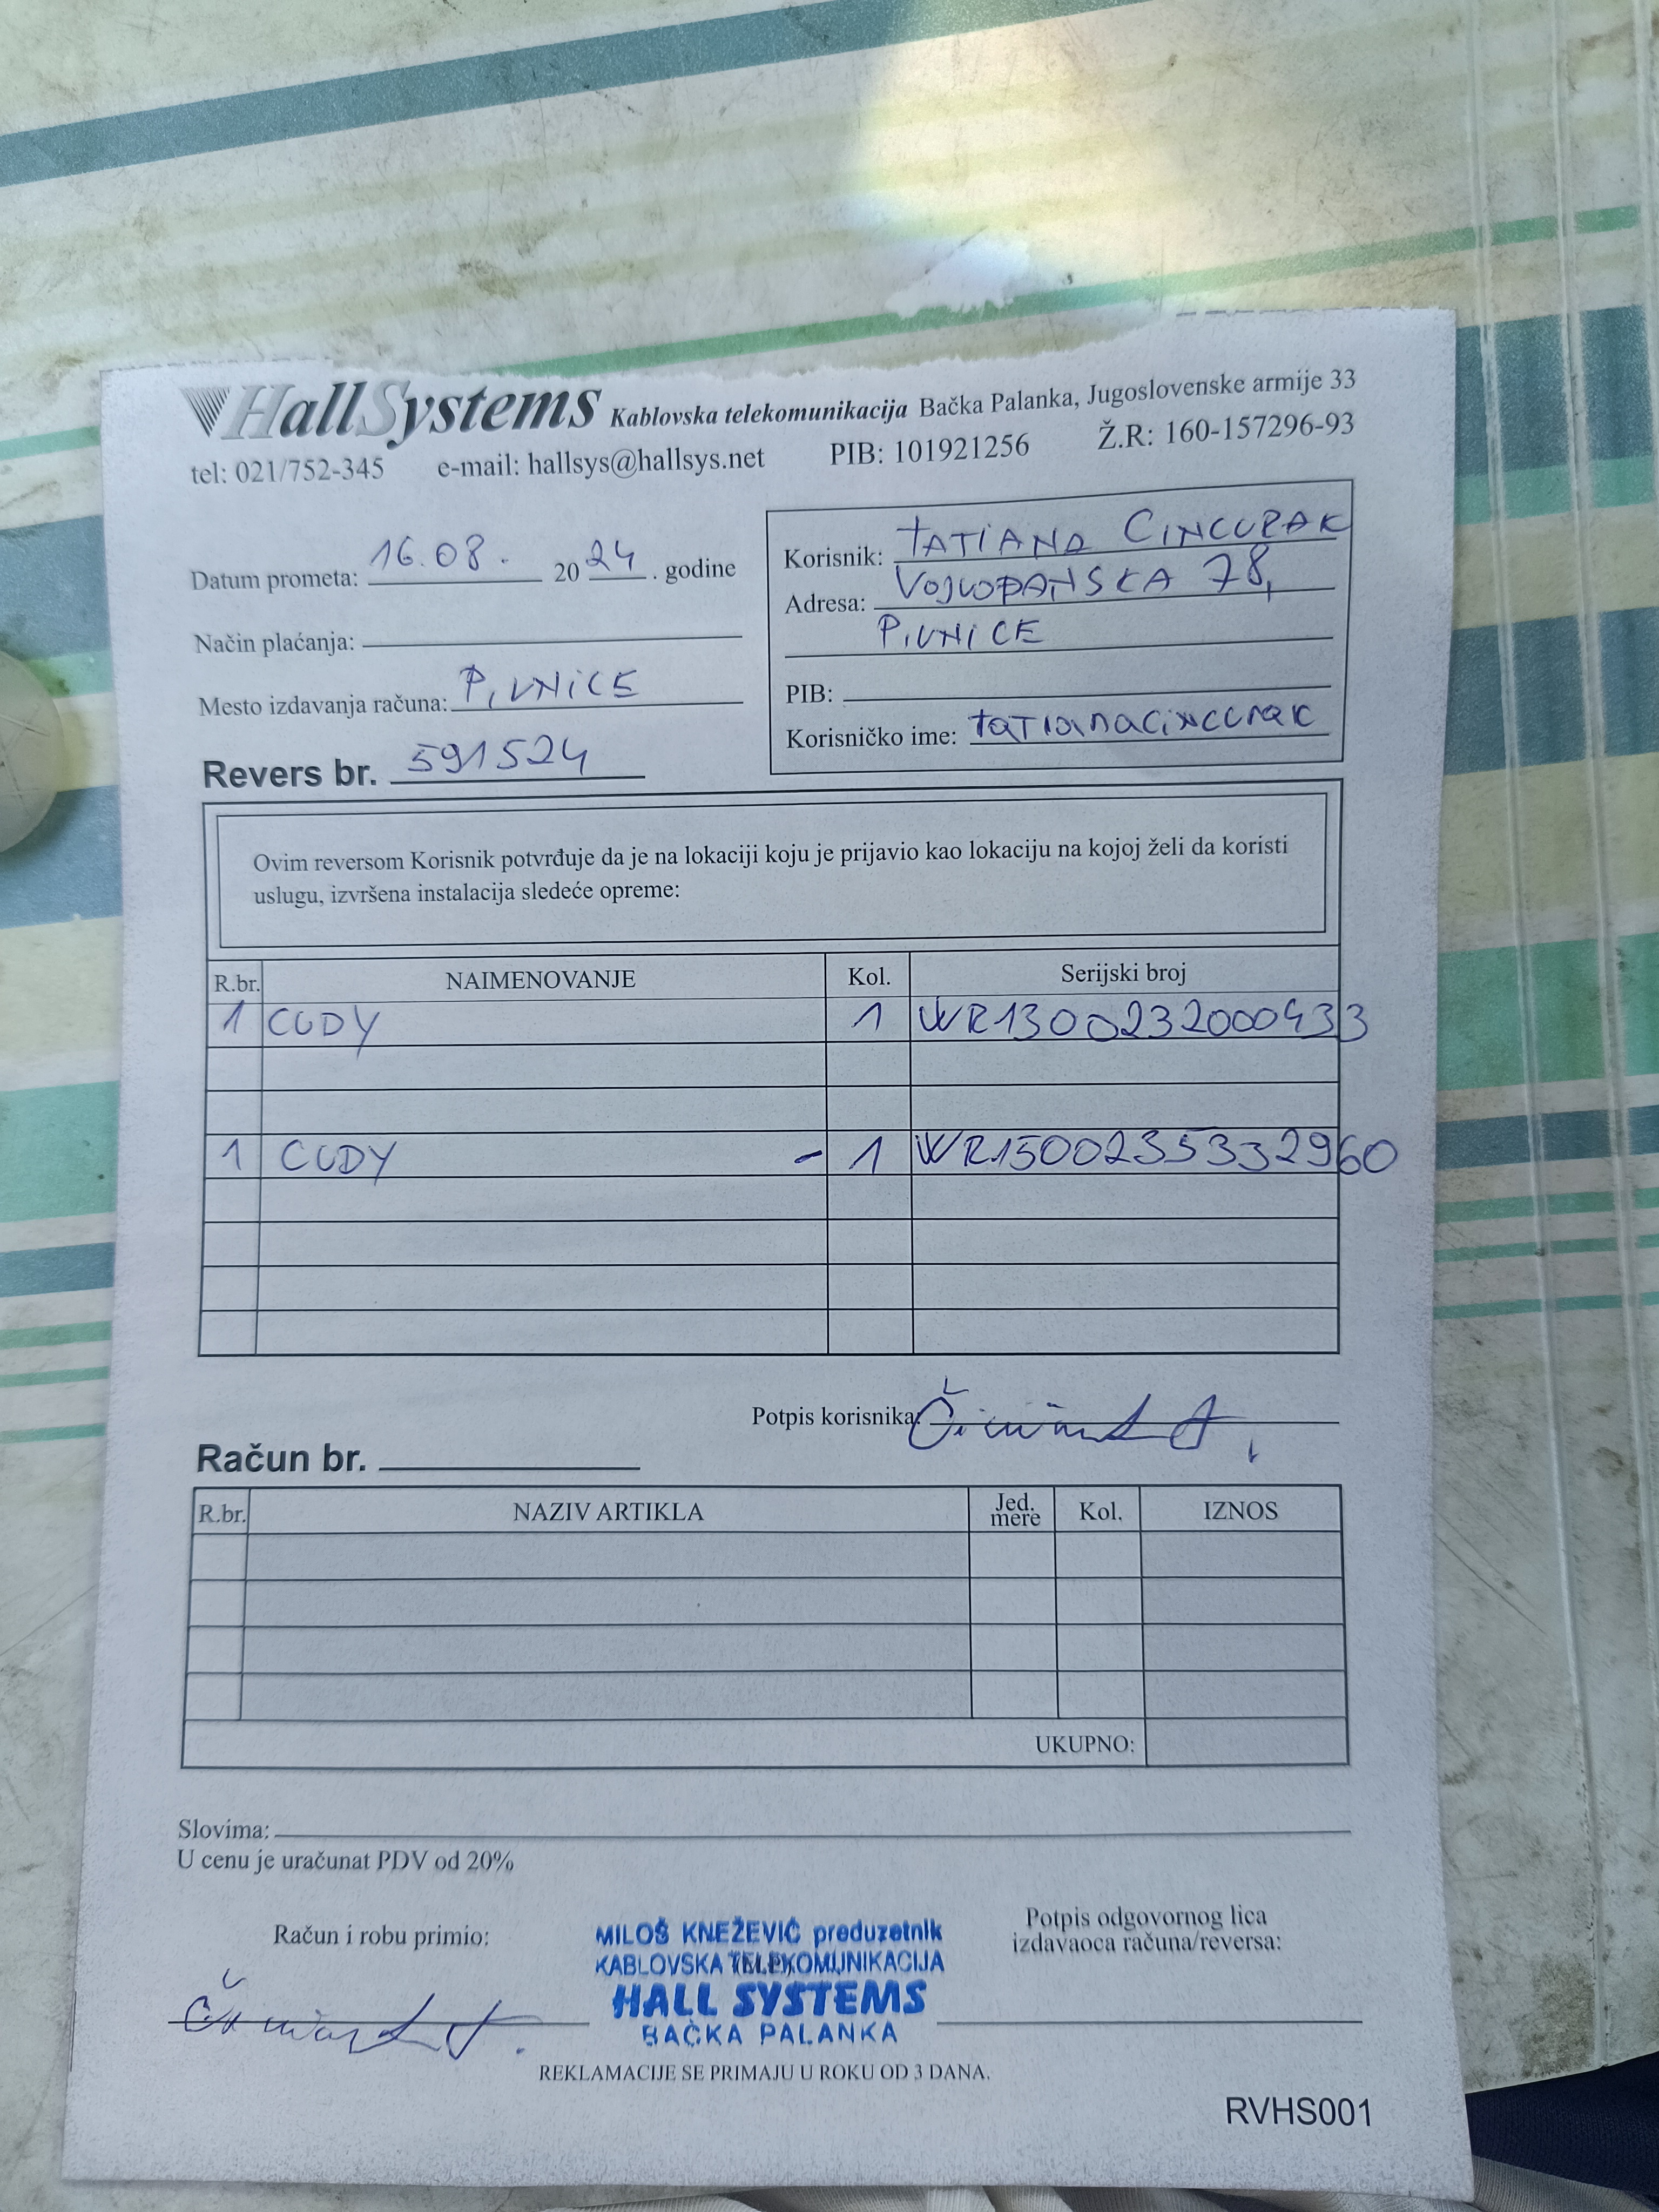 HallSystems Kablovska telekomunikacija Bačka Palanka, Jugoslovenske armije 33
tel: 021/752-345 e-mail: hallsys@hallsys.net PIB: 101921256 Ž.R: 160-157296-93
Datum prometa: 16.08. 2024. godine
Način plaćanja:
Mesto izdavanja računa: PIVNICE
Revers br. 591524
Korisnik: TATIANA CINCURAK
Adresa: VOJVOĐANSKA 78,
PIVNICE
PIB:
Korisničko ime: tatianacincurak
Ovim reversom Korisnik potvrđuje da je na lokaciji koju je prijavio kao lokaciju na kojoj želi da koristi
uslugu, izvršena instalacija sledeće opreme:
R.br. NAIMENOVANJE Kol. Serijski broj
1 CUDY 1 WR1300232000433
1 CUDY - 1 WR1500235332960
Potpis korisnika:
Račun br.
R.br. NAZIV ARTIKLA Jed. mere Kol. IZNOS
UKUPNO:
Slovima:
U cenu je uračunat PDV od 20%
Račun i robu primio:
MILOŠ KNEŽEVIĆ preduzetnik
KABLOVSKA TELEKOMUNIKACIJA
HALL SYSTEMS
BAČKA PALANKA
Potpis odgovornog lica
izdavaoca računa/reversa:
REKLAMACIJE SE PRIMAJU U ROKU OD 3 DANA.
RVHS001